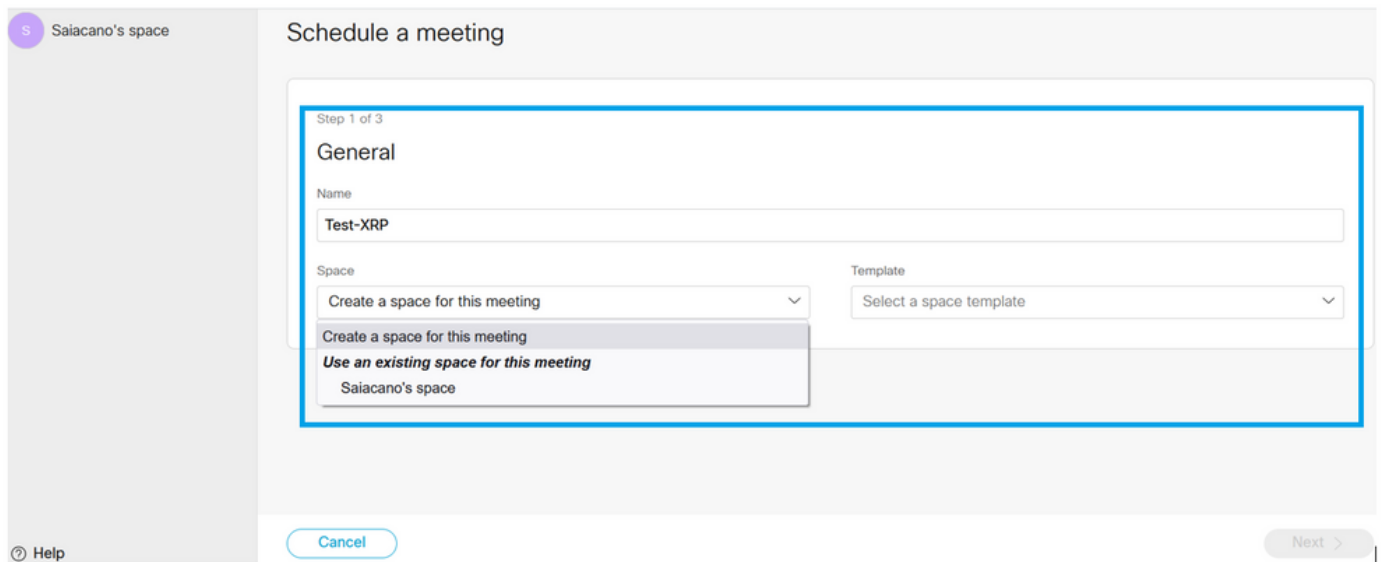 S
Saiacano's space
Schedule a meeting
Step 1 of 3
General
Name
Test-XRP
Space
Template
Create a space for this meeting
Select a space template
Create a space for this meeting
Use an existing space for this meeting
Saiacano's space
? Help
Cancel
Next